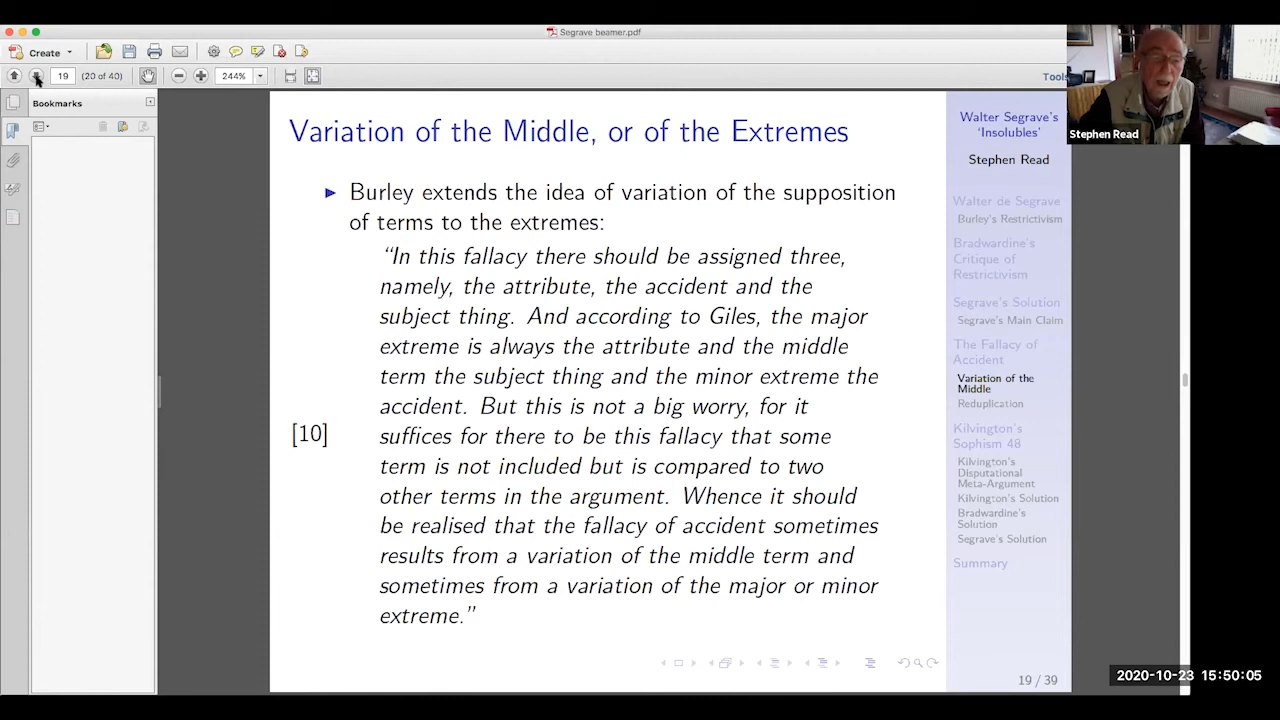 Segrave beamer.pdf
Create
19 (20 of 40) 244% Tools
Bookmarks
Variation of the Middle, or of the Extremes
Burley extends the idea of variation of the supposition
of terms to the extremes:
“In this fallacy there should be assigned three,
namely, the attribute, the accident and the
subject thing. And according to Giles, the major
extreme is always the attribute and the middle
term the subject thing and the minor extreme the
accident. But this is not a big worry, for it
[10]
suffices for there to be this fallacy that some
term is not included but is compared to two
other terms in the argument. Whence it should
be realised that the fallacy of accident sometimes
results from a variation of the middle term and
sometimes from a variation of the major or minor
extreme.”
Walter Segrave's
'Insolubles'
Stephen Read
Walter de Segrave
Burley's Restrictivism
Bradwardine's
Critique of
Restrictivism
Segrave's Solution
Segrave's Main Claim
The Fallacy of
Accident
Variation of the
Middle
Reduplication
Kilvington's
Sophism 48
Kilvington's
Disputational
Meta-Argument
Kilvington's Solution
Bradwardine's
Solution
Segrave's Solution
Summary
19 / 39
Stephen Read
2020-10-23 15:50:05